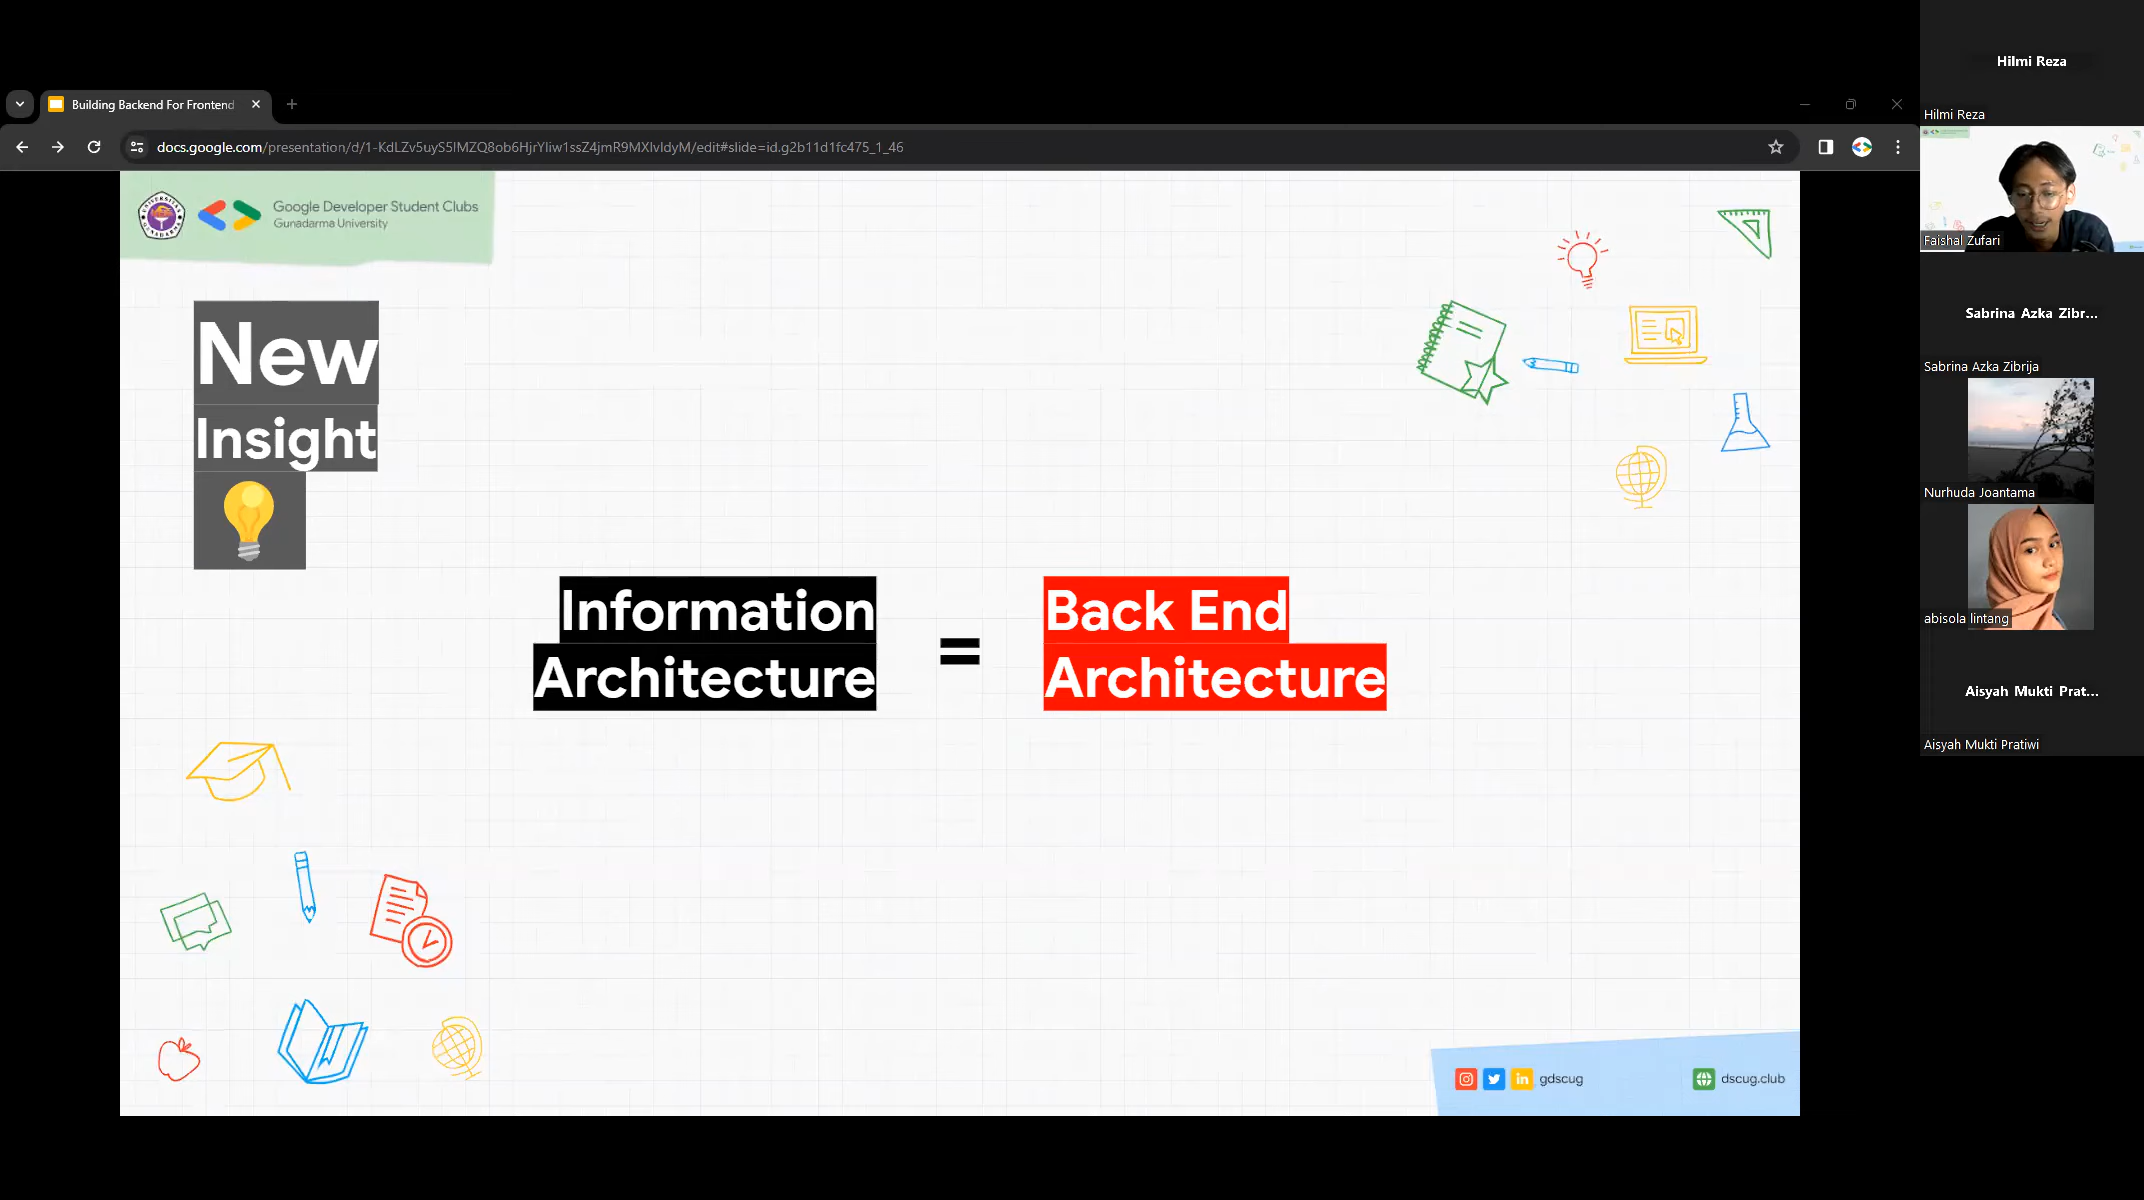 Building Backend For Frontend
docs.google.com/presentation/d/1-KdLZv5uyS5IMZQ8ob6HjrYliw1ssZ4jmR9MXlvldyM/edit#slide=id.g2b11d1fc475_1_46
Google Developer Student Clubs
Gunadarma University
New
Insight
Information
Architecture
=
Back End
Architecture
gdscug
dscug.club
Hilmi Reza
Hilmi Reza
Faishal Zufari
Sabrina Azka Zibr...
Sabrina Azka Zibrija
Nurhuda Joantama
abisola lintang
Aisyah Mukti Prat...
Aisyah Mukti Pratiwi